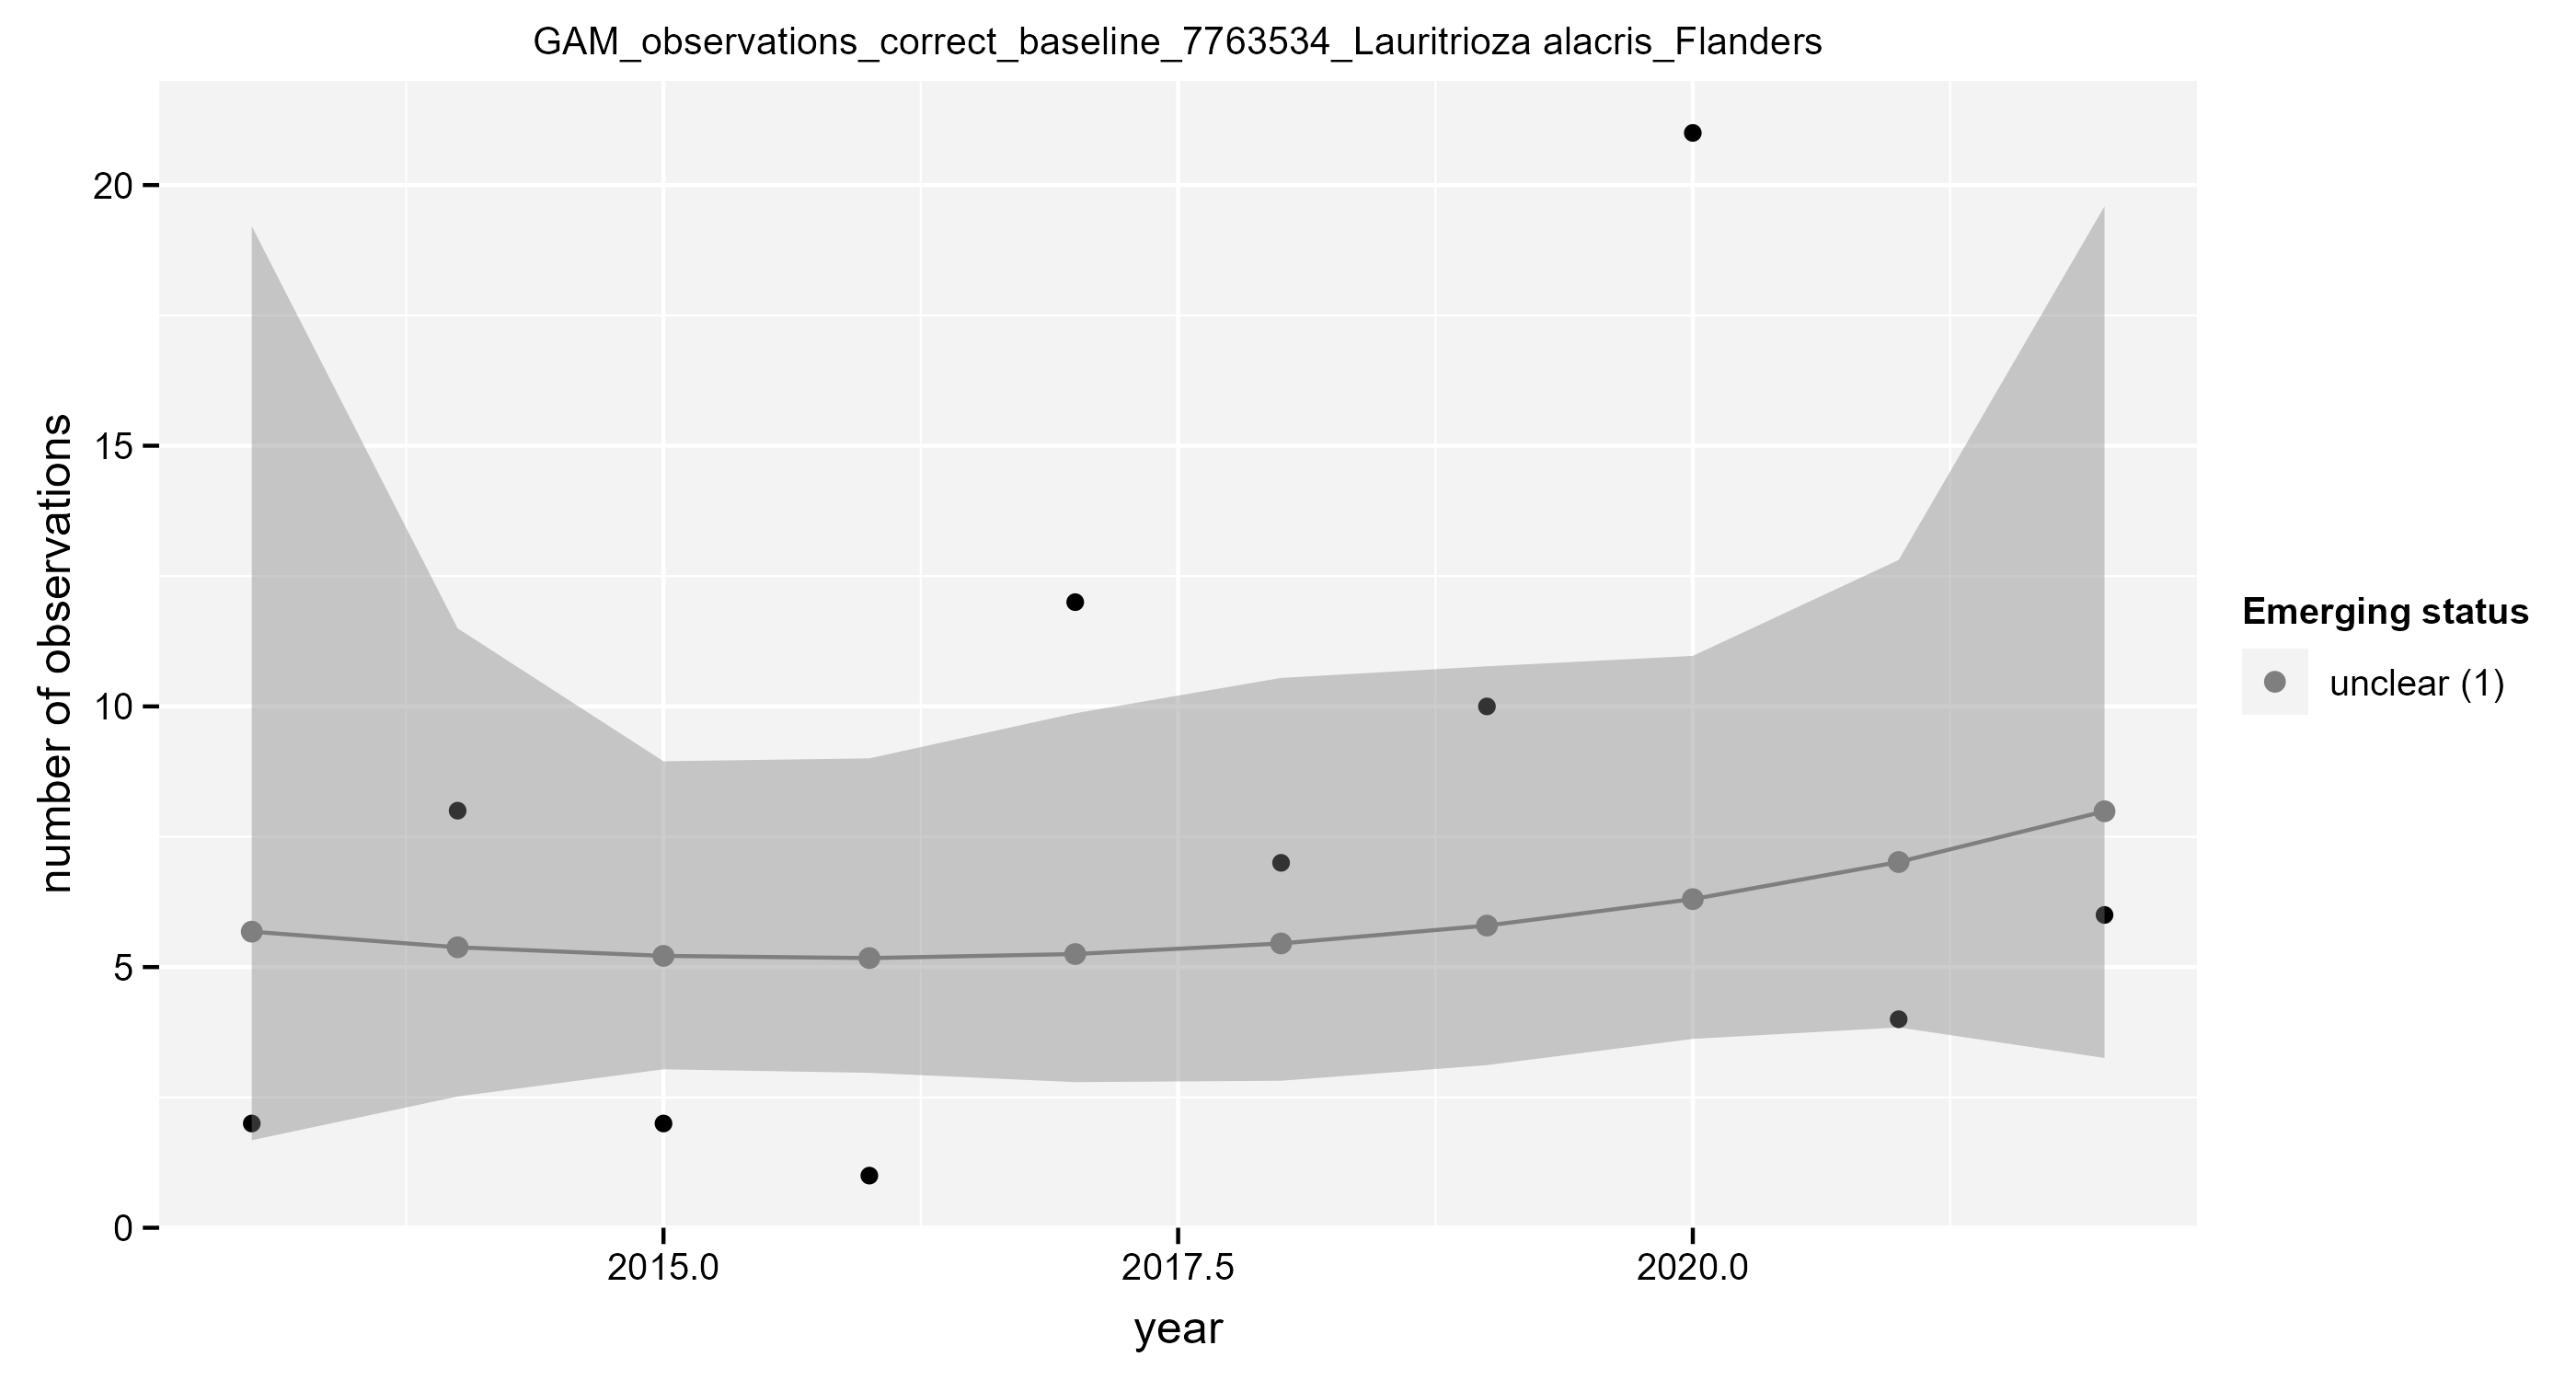 GAM_observations_correct_baseline_7763534_Lauritrioza alacris_Flanders
number of observations
20
15
10
5
0
2015.0
2017.5
2020.0
year
Emerging status
unclear (1)